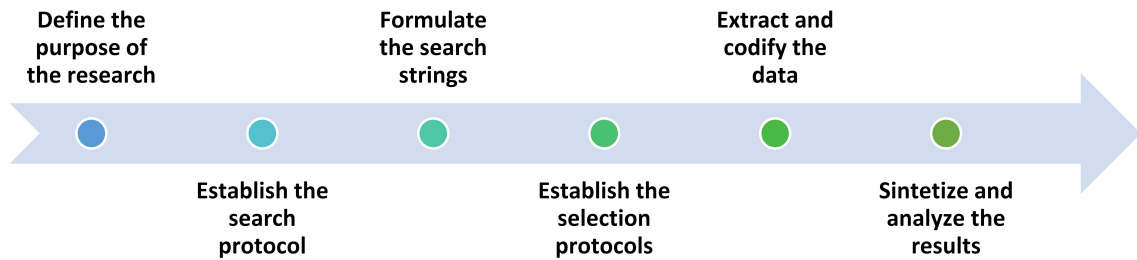 Define the
purpose of
the research
Establish the
search
protocol
Formulate
the search
strings
Establish the
selection
protocols
Extract and
codify the
data
Sintetize and
analyze the
results